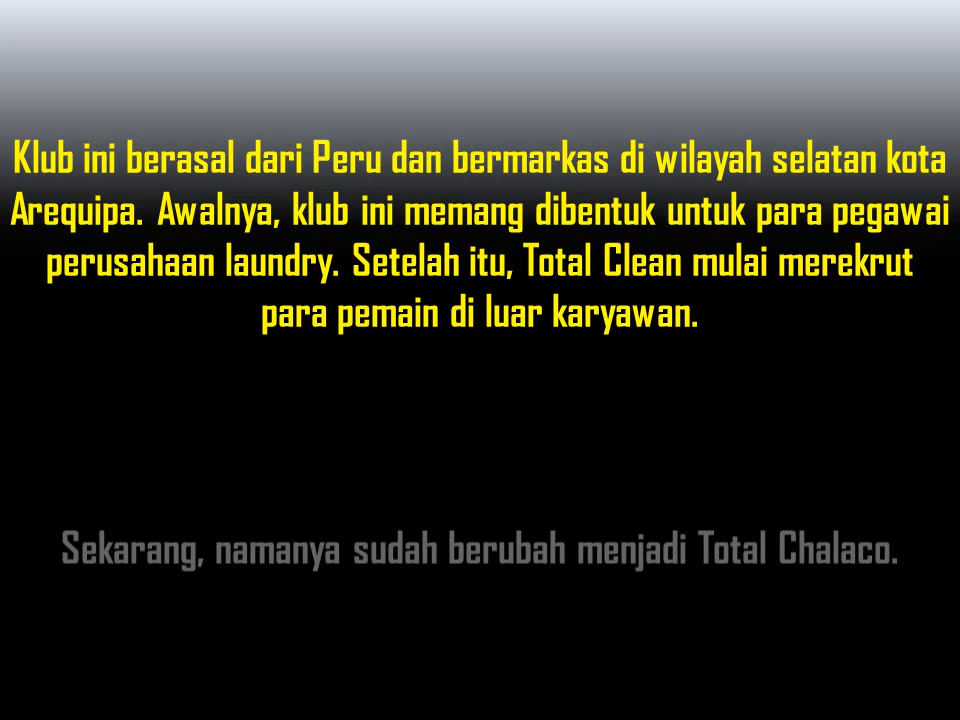 Klub ini berasal dari Peru dan bermarkas di wilayah selatan kota
Arequipa. Awalnya, klub ini memang dibentuk untuk para pegawai
perusahaan laundry. Setelah itu, Total Clean mulai merekrut
para pemain di luar karyawan.
Sekarang, namanya sudah berubah menjadi Total Chalaco.